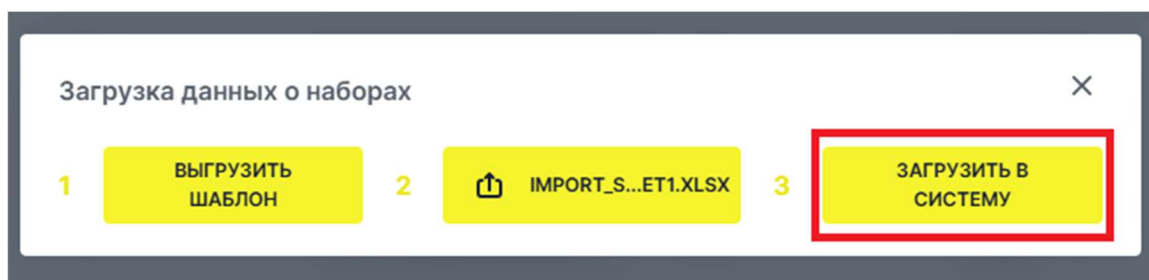 Загрузка данных о наборах
1
ВЫГРУЗИТЬ
ШАБЛОН
2
IMPORT_S...ET1.XLSX
3
ЗАГРУЗИТЬ В
СИСТЕМУ